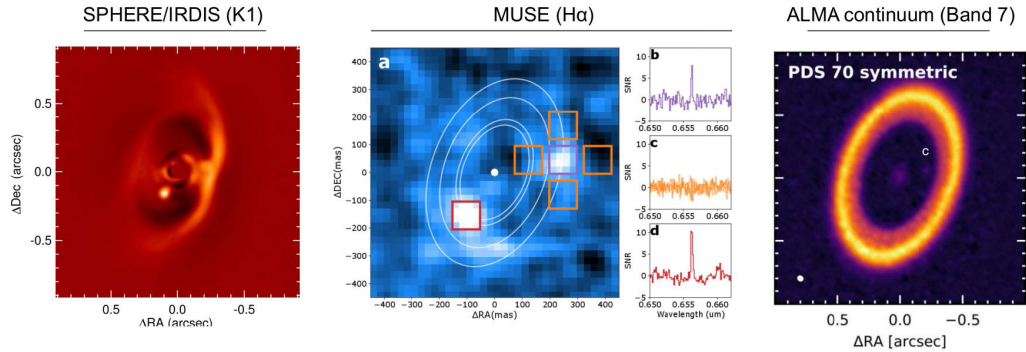 SPHERE/IRDIS (K1)
MUSE (Hα)
ALMA continuum (Band 7)
0.5
0.0
-0.5
ΔDec (arcsec)
0.5 0.0 -0.5
ΔRA (arcsec)
a
400
300
200
100
0
−100
−200
−300
−400
ΔDEC(mas)
−400 −300 −200 −100 0 100 200 300 400
ΔRA(mas)
b
10
5
0
−5
SNR
0.650 0.655 0.660
c
10
5
0
−5
SNR
0.650 0.655 0.660
d
10
5
0
−5
SNR
0.650 0.655 0.660
Wavelength (um)
PDS 70 symmetric
c
0.5 0.0 −0.5
ΔRA [arcsec]